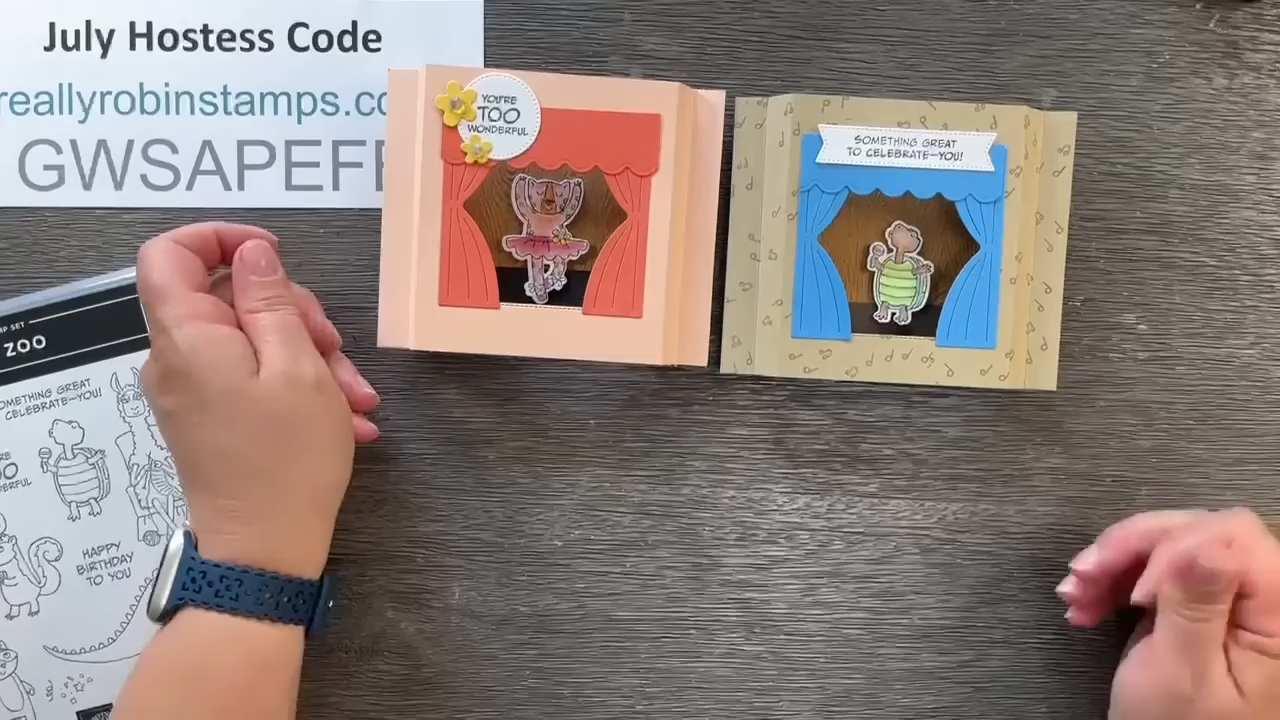 July Hostess Code
reallyrobinstamps.co
GWSAPEF
YOU'RE
TOO
WONDERFUL
SOMETHING GREAT
TO CELEBRATE—YOU!
ZOO
SOMETHING GREAT
CELEBRATE—YOU!
HAPPY
BIRTHDAY
TO YOU